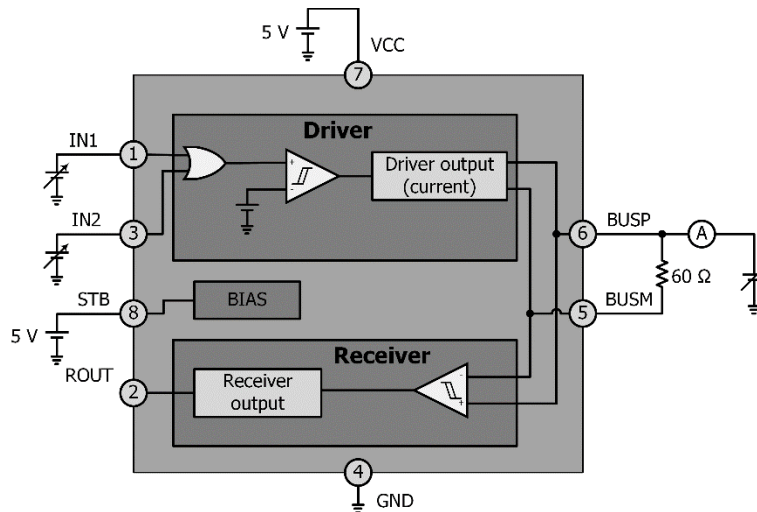 5 V
VCC
7
Driver
IN1
1
+
-
Driver output
(current)
IN2
3
6
BUSP
A
60 Ω
STB
8
BIAS
5 V
5
BUSM
Receiver
ROUT
2
Receiver
output
-
+
4
GND